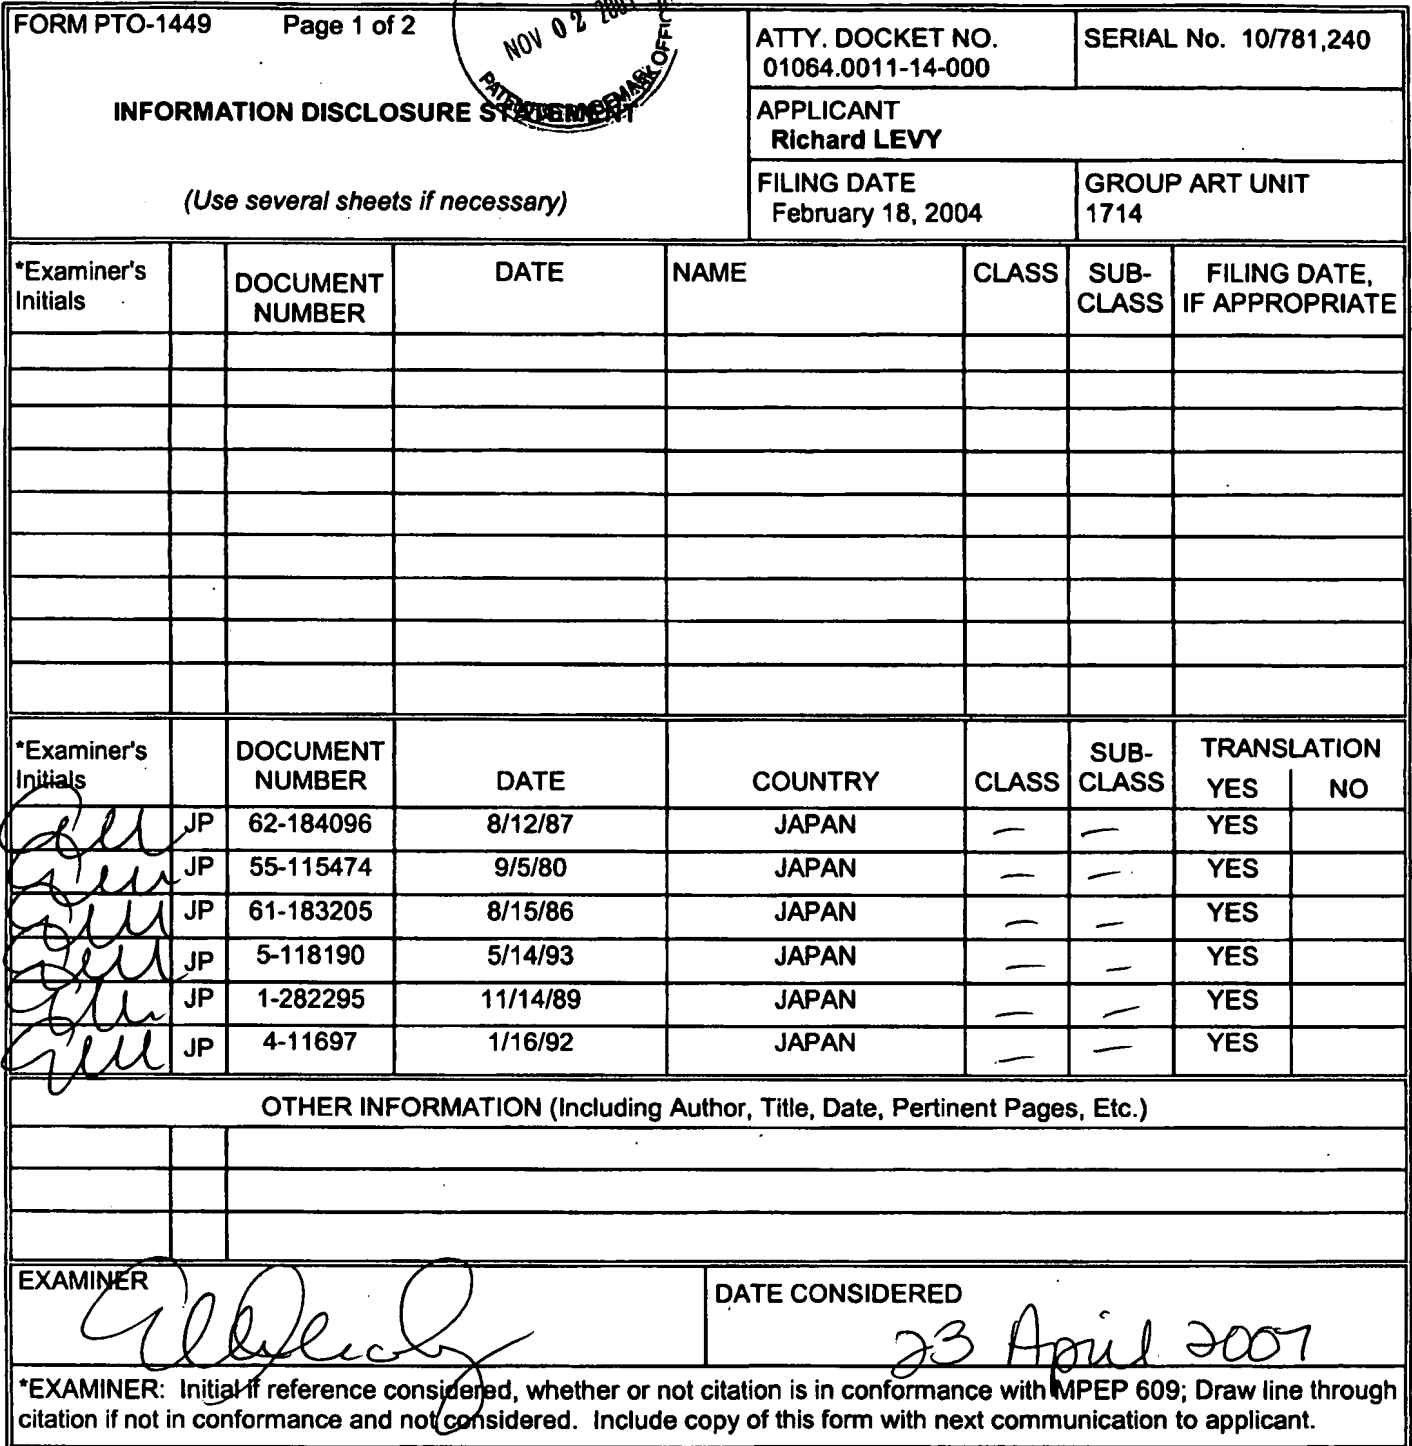 FORM PTO-1449 Page 1 of 2
NOV 02
INFORMATION DISCLOSURE STATEMENT
(Use several sheets if necessary)
ATTY. DOCKET NO.
01064.0011-14-000
SERIAL No. 10/781,240
APPLICANT
Richard LEVY
FILING DATE
February 18, 2004
GROUP ART UNIT
1714
*Examiner's Initials DOCUMENT NUMBER DATE NAME CLASS SUB-CLASS FILING DATE, IF APPROPRIATE
*Examiner's Initials DOCUMENT NUMBER DATE COUNTRY CLASS SUB-CLASS TRANSLATION YES NO
JP 62-184096 8/12/87 JAPAN — — YES
JP 55-115474 9/5/80 JAPAN — — YES
JP 61-183205 8/15/86 JAPAN — — YES
JP 5-118190 5/14/93 JAPAN — — YES
JP 1-282295 11/14/89 JAPAN — — YES
JP 4-11697 1/16/92 JAPAN — — YES
OTHER INFORMATION (Including Author, Title, Date, Pertinent Pages, Etc.)
EXAMINER
DATE CONSIDERED
23 April 2007
*EXAMINER: Initial if reference considered, whether or not citation is in conformance with MPEP 609; Draw line through
citation if not in conformance and not considered. Include copy of this form with next communication to applicant.